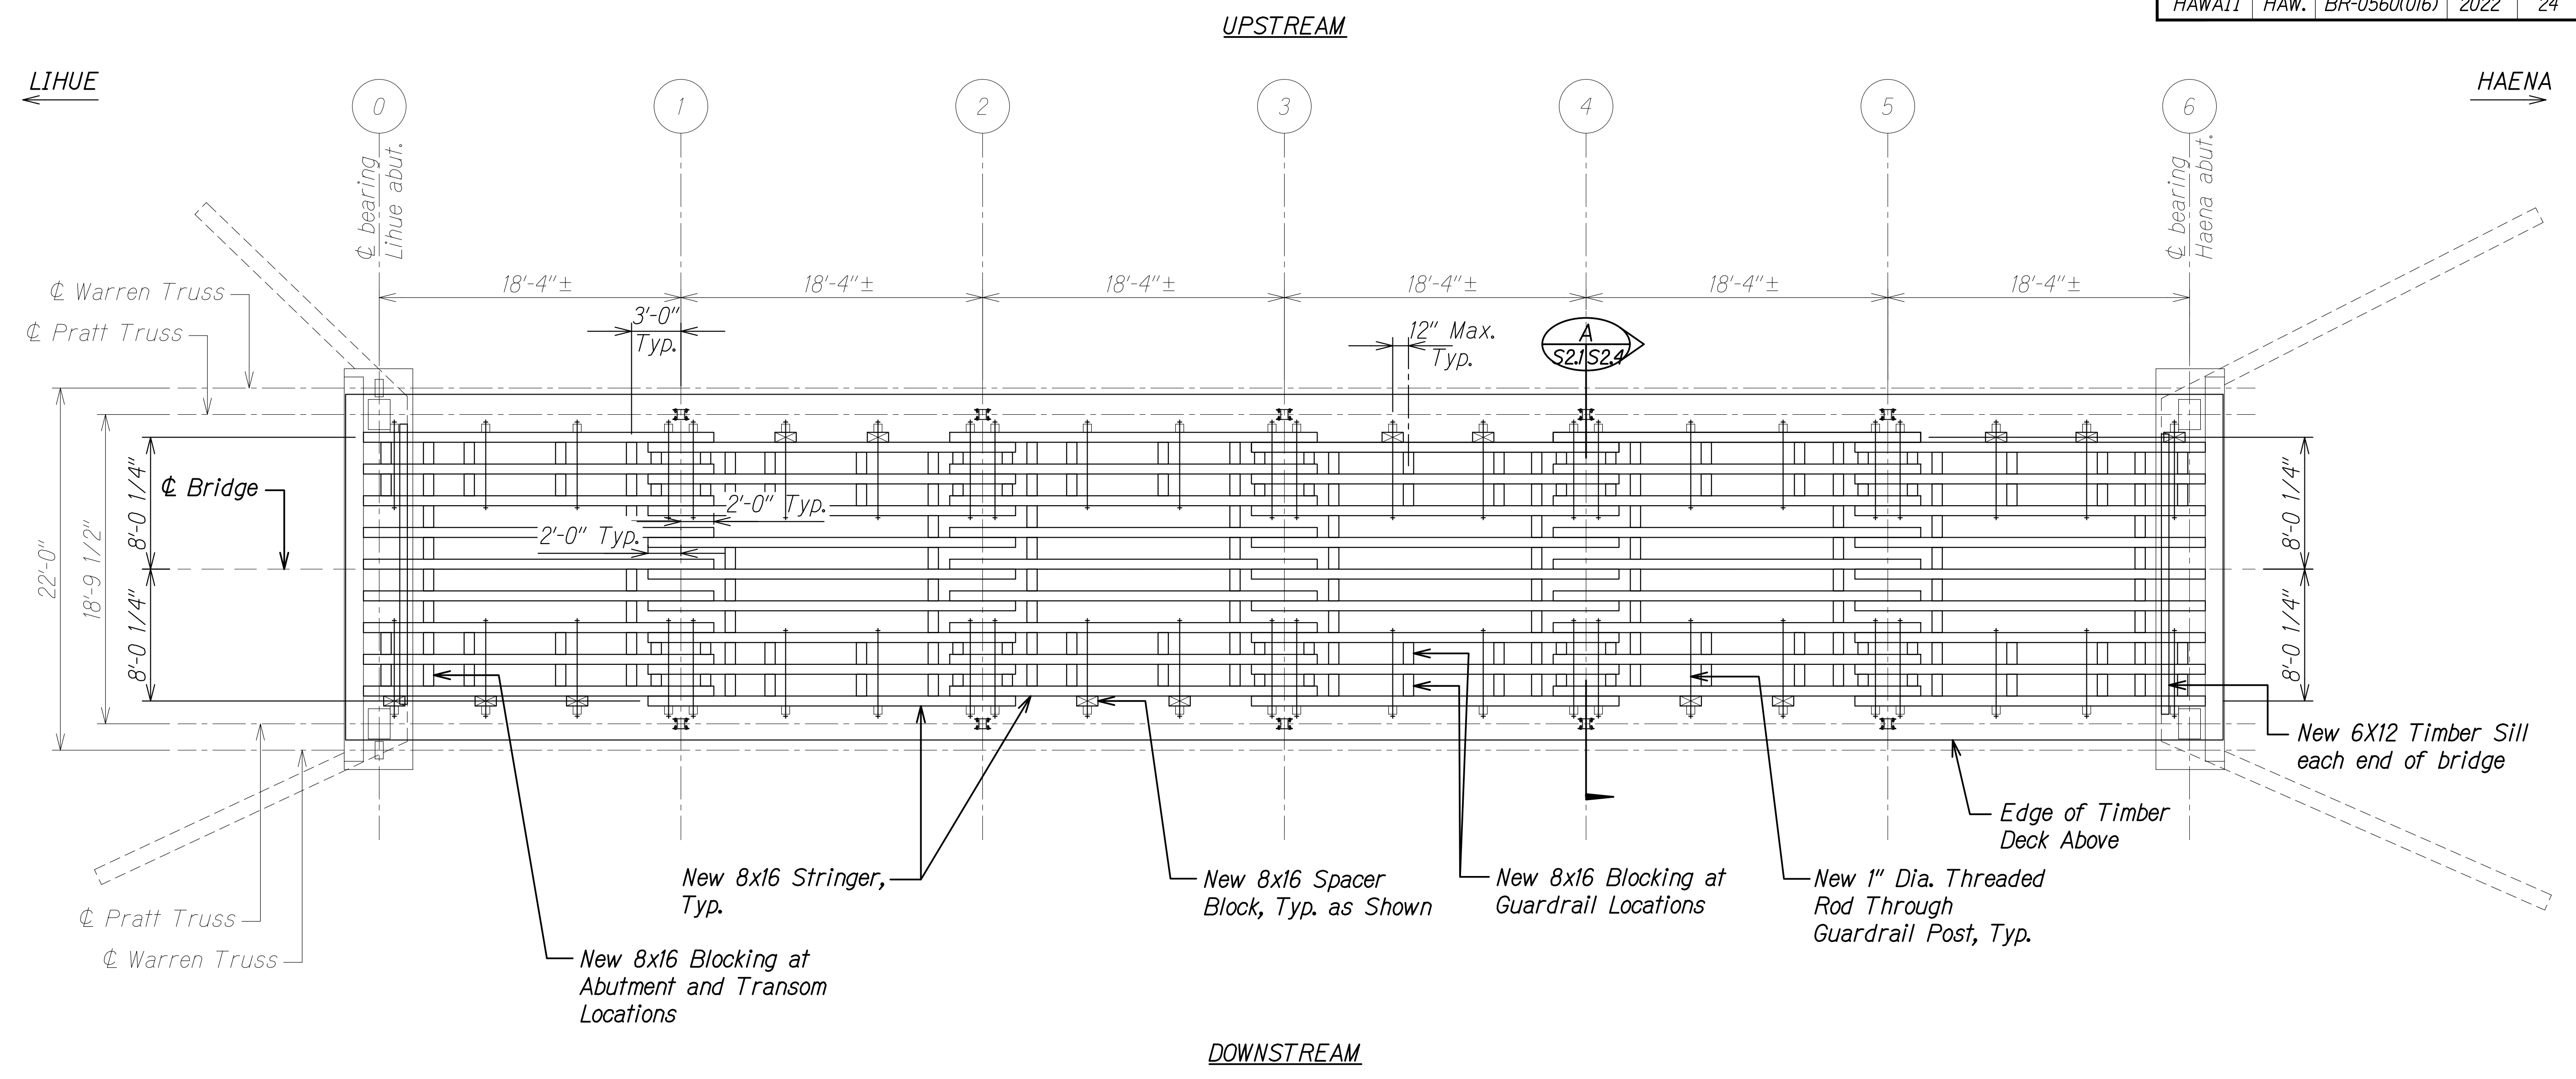 HAWAII HAW. BR-0560(016) 2022 24
UPSTREAM
LIHUE
HAENA
0 1 2 3 4 5 6
℄ bearing
Lihue abut.
℄ bearing
Haena abut.
18'-4"± 18'-4"± 18'-4"± 18'-4"± 18'-4"± 18'-4"±
℄ Warren Truss
℄ Pratt Truss
3'-0"
Typ.
12" Max.
Typ.
A
S2.1 S2.4
22'-0"
18'-9 1/2"
8'-0 1/4"
8'-0 1/4"
℄ Bridge
2'-0" Typ.
2'-0" Typ.
8'-0 1/4"
8'-0 1/4"
New 6X12 Timber Sill
each end of bridge
Edge of Timber
Deck Above
New 8x16 Stringer,
Typ.
New 8x16 Spacer
Block, Typ. as Shown
New 8x16 Blocking at
Guardrail Locations
New 1" Dia. Threaded
Rod Through
Guardrail Post, Typ.
℄ Pratt Truss
℄ Warren Truss
New 8x16 Blocking at
Abutment and Transom
Locations
DOWNSTREAM